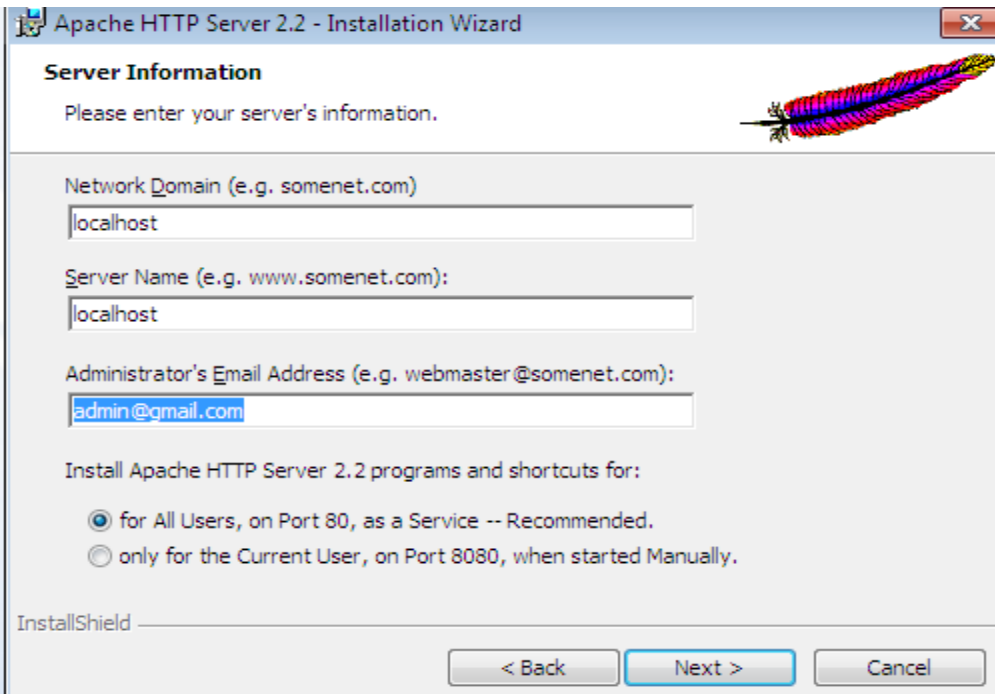 Apache HTTP Server 2.2 - Installation Wizard
Server Information
Please enter your server's information.
Network Domain (e.g. somenet.com)
localhost
Server Name (e.g. www.somenet.com):
localhost
Administrator's Email Address (e.g. webmaster@somenet.com):
admin@gmail.com
Install Apache HTTP Server 2.2 programs and shortcuts for:
for All Users, on Port 80, as a Service -- Recommended.
only for the Current User, on Port 8080, when started Manually.
InstallShield
< Back Next > Cancel